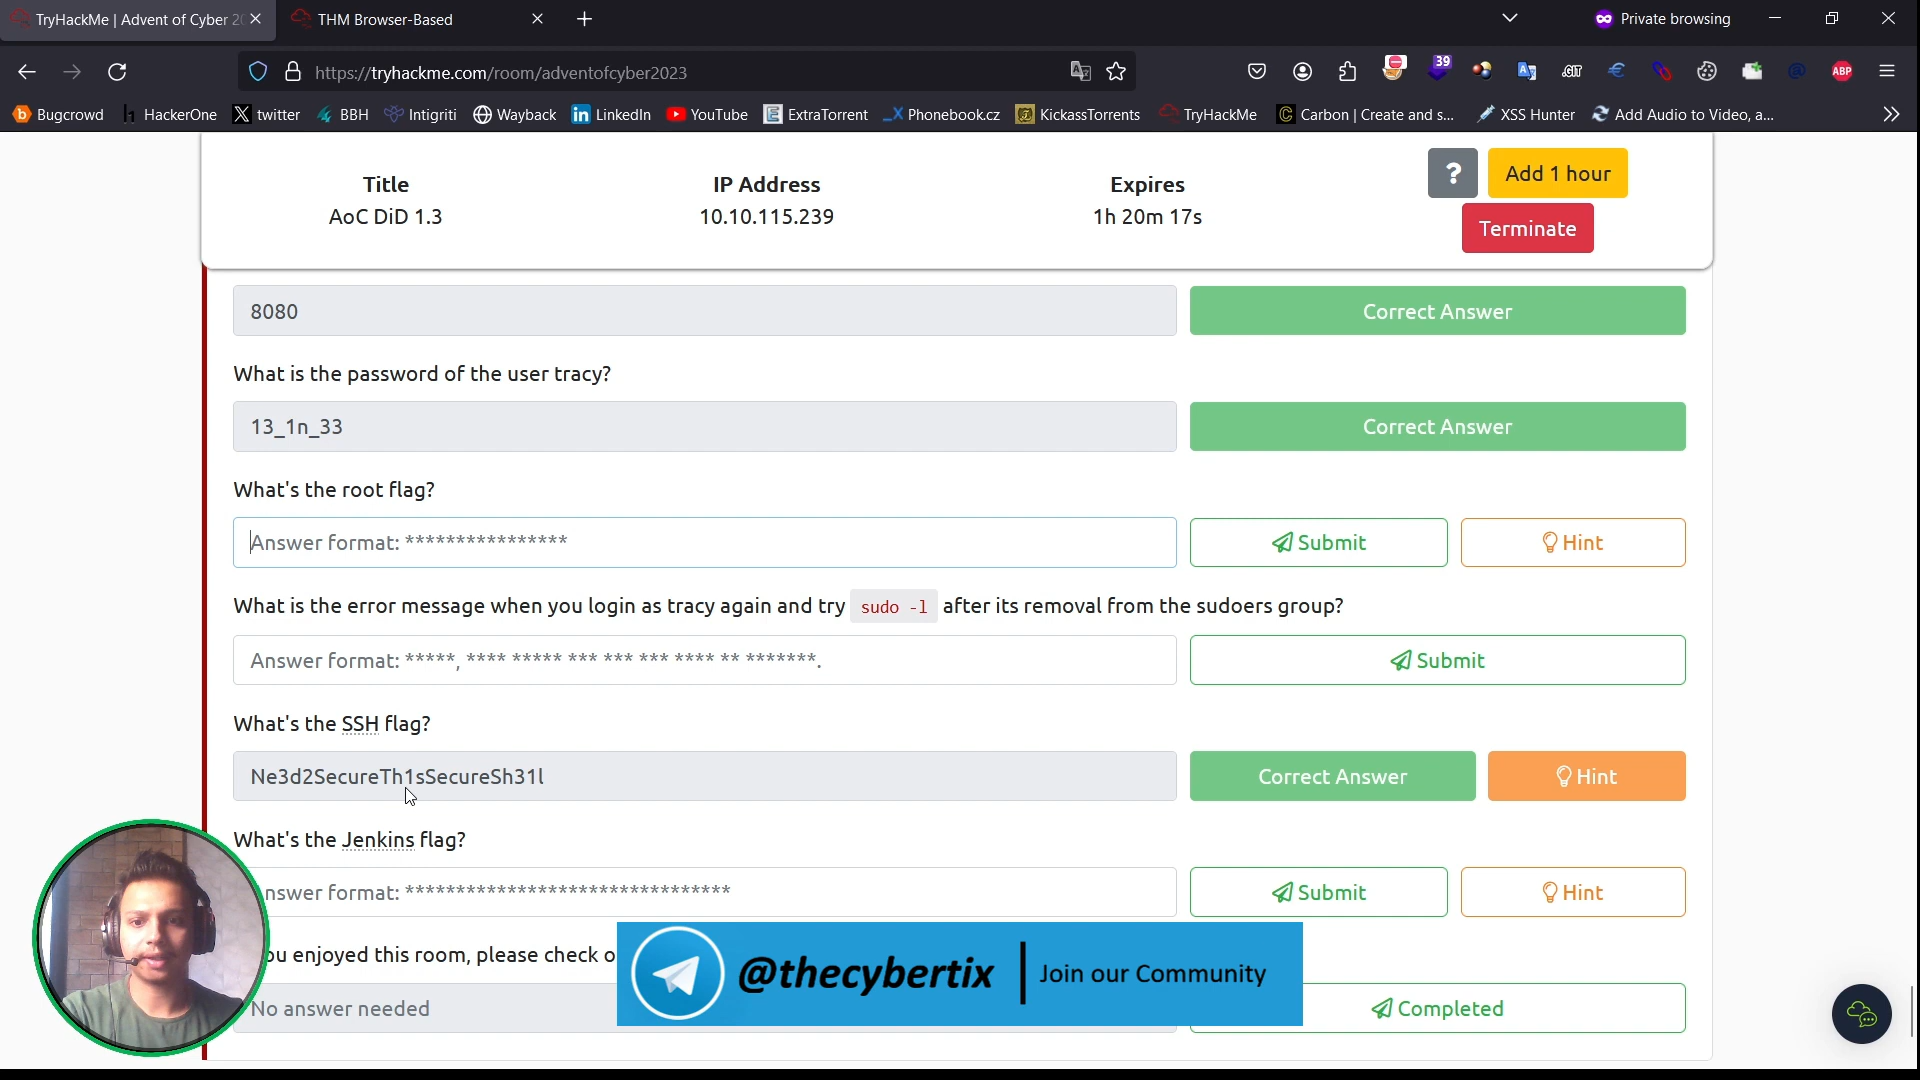 TryHackMe | Advent of Cyber 20
THM Browser-Based
Private browsing
https://tryhackme.com/room/adventofcyber2023
39
.GIT
ABP
Bugcrowd
HackerOne
twitter
BBH
Intigriti
Wayback
LinkedIn
YouTube
ExtraTorrent
Phonebook.cz
KickassTorrents
TryHackMe
Carbon | Create and s...
XSS Hunter
Add Audio to Video, a...
Title
IP Address
Expires
? Add 1 hour
AoC DiD 1.3
10.10.115.239
1h 20m 17s
Terminate
8080
Correct Answer
What is the password of the user tracy?
13_1n_33
Correct Answer
What's the root flag?
Answer format: ****************
Submit
Hint
What is the error message when you login as tracy again and try sudo -l after its removal from the sudoers group?
Answer format: *****, **** ***** *** *** *** **** ** *******.
Submit
What's the SSH flag?
Ne3d2SecureTh1sSecureSh31l
Correct Answer
Hint
What's the Jenkins flag?
nswer format: ********************************
Submit
Hint
ou enjoyed this room, please check o
@thecybertix | Join our Community
No answer needed
Completed